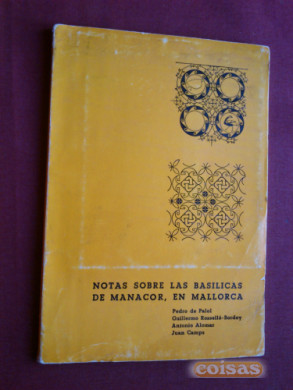 NOTAS SOBRE LAS BASILICAS
DE MANACOR, EN MALLORCA
Pedro de Palol
Guillermo Rosselló-Bordoy
Antonio Alomar
Juan Camps
coisas